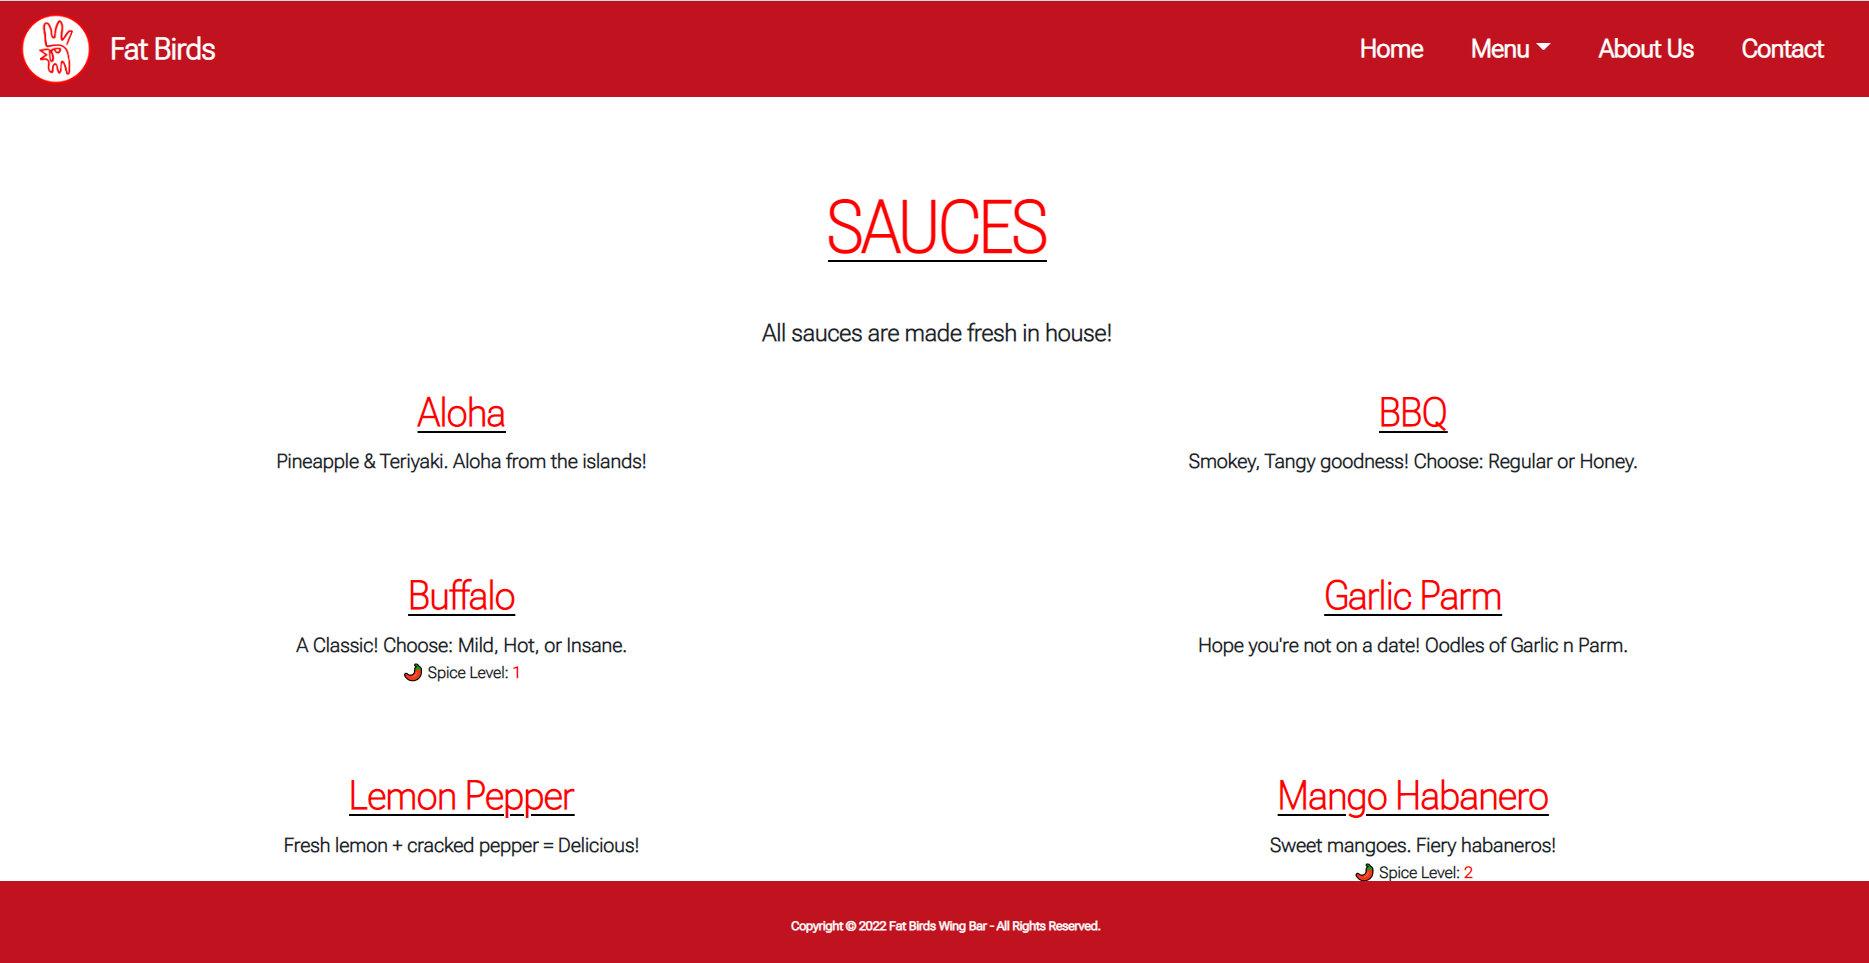 Fat Birds
Home Menu About Us Contact
SAUCES
All sauces are made fresh in house!
Aloha
Pineapple & Teriyaki. Aloha from the islands!
BBQ
Smokey, Tangy goodness! Choose: Regular or Honey.
Buffalo
A Classic! Choose: Mild, Hot, or Insane.
Spice Level: 1
Garlic Parm
Hope you're not on a date! Oodles of Garlic n Parm.
Lemon Pepper
Fresh lemon + cracked pepper = Delicious!
Mango Habanero
Sweet mangoes. Fiery habaneros!
Spice Level: 2
Copyright © 2022 Fat Birds Wing Bar - All Rights Reserved.